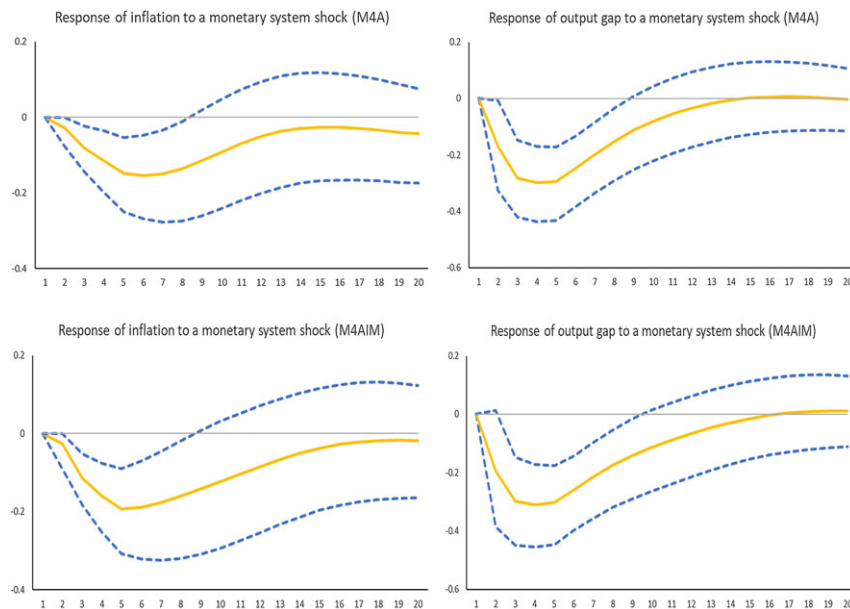 Response of inflation to a monetary system shock (M4A)
0.2
0
-0.2
-0.4
1 2 3 4 5 6 7 8 9 10 11 12 13 14 15 16 17 18 19 20
Response of output gap to a monetary system shock (M4A)
0.2
0
-0.2
-0.4
-0.6
1 2 3 4 5 6 7 8 9 10 11 12 13 14 15 16 17 18 19 20
Response of inflation to a monetary system shock (M4AIM)
0.2
0
-0.2
-0.4
1 2 3 4 5 6 7 8 9 10 11 12 13 14 15 16 17 18 19 20
Response of output gap to a monetary system shock (M4AIM)
0.2
0
-0.2
-0.4
-0.6
1 2 3 4 5 6 7 8 9 10 11 12 13 14 15 16 17 18 19 20